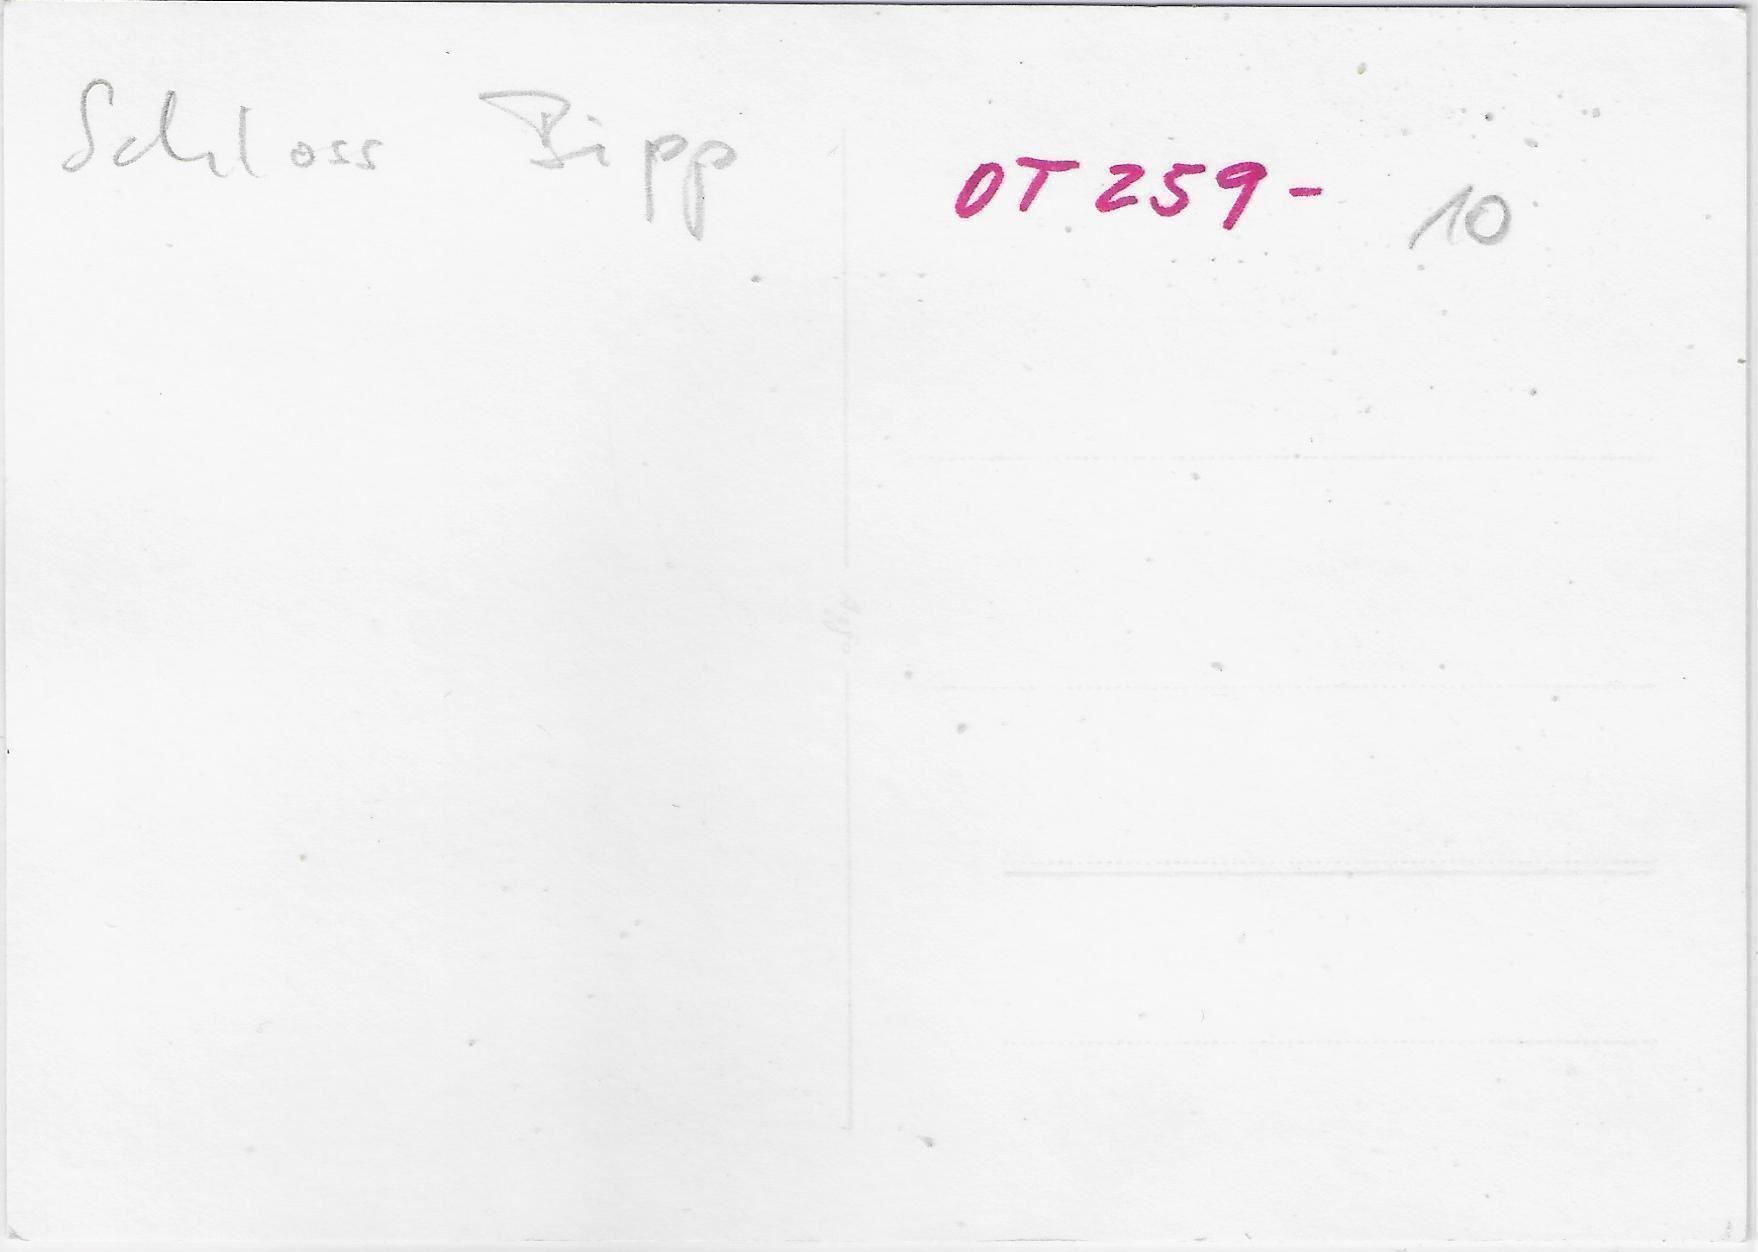 Schloss Bipp
OT 259- 10